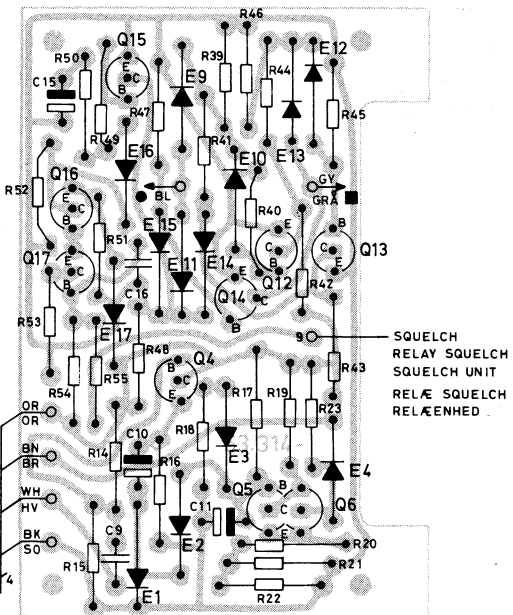 R46
Q15
E12
R50
R39
E
C
B
E9
R44
C15
R47
R45
R49
R41
E13
E16
E10
Q16
GY
GRÅ
R52
E
C
B
BL
R40
E15
E
C
B
B
C
E
Q13
R51
Q17
E
C
B
E11
E14
Q12
C16
Q14
E
C
B
R42
R53
E17
9
SQUELCH
RELAY SQUELCH
SQUELCH UNIT
RELÆ SQUELCH
RELÆENHED
R48
Q4
B
C
E
R43
R54
R55
R17
R19
R23
OR
OR
R18
3.314-
C10
R14
E3
BN
BR
R16
E4
WH
HV
C11
Q5
B
C
E
Q6
BK
SO
C9
E2
R20
R15
R21
4
E1
R22